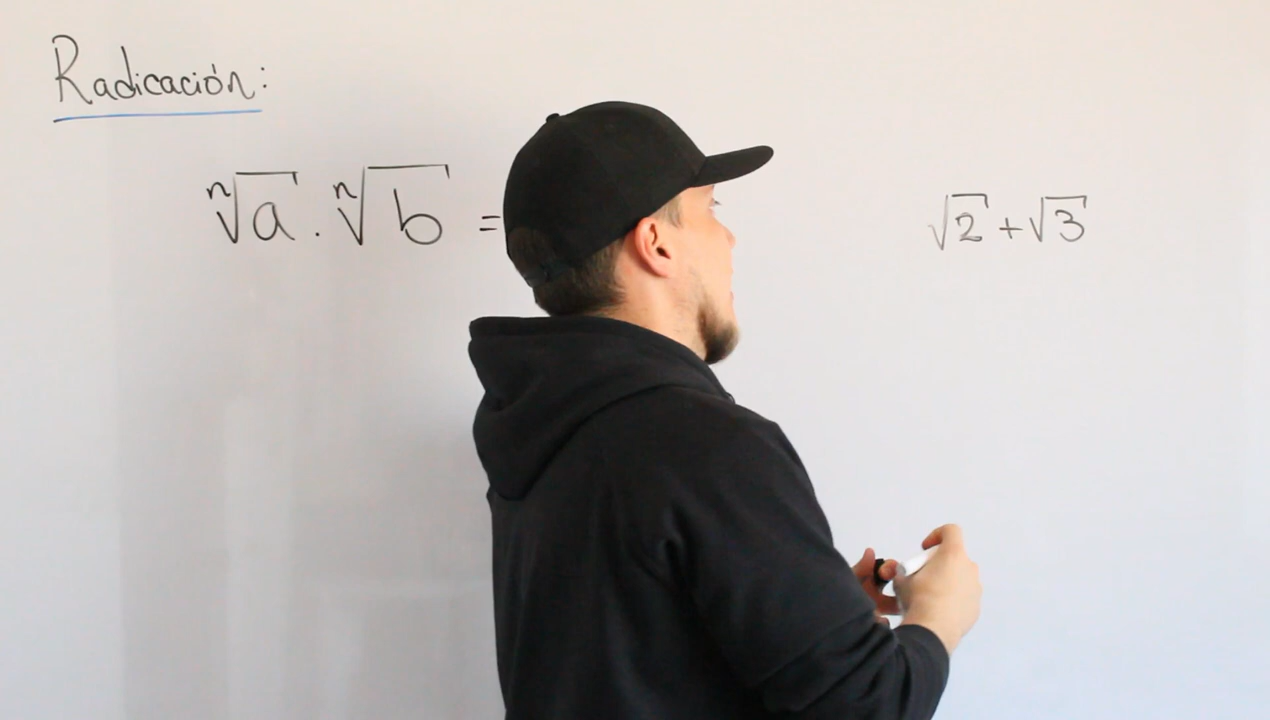 Radicación:
ⁿ√a . ⁿ√b =
√2 + √3